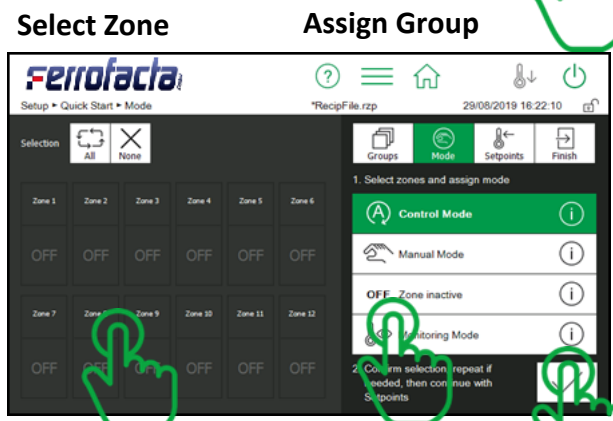 Select Zone
Assign Group
Ferrofacta
Setup ► Quick Start ► Mode
*RecipFile.rzp
29/08/2019 16:22:10
Selection
All
None
Groups
Mode
Setpoints
Finish
1. Select zones and assign mode
Zone 1 Zone 2 Zone 3 Zone 4 Zone 5 Zone 6
OFF OFF OFF OFF OFF OFF
Control Mode
Manual Mode
OFF Zone inactive
Monitoring Mode
Zone 7 Zone 8 Zone 9 Zone 10 Zone 11 Zone 12
OFF OFF OFF OFF OFF OFF
2. Confirm selection, repeat if
needed, then continue with
Setpoints